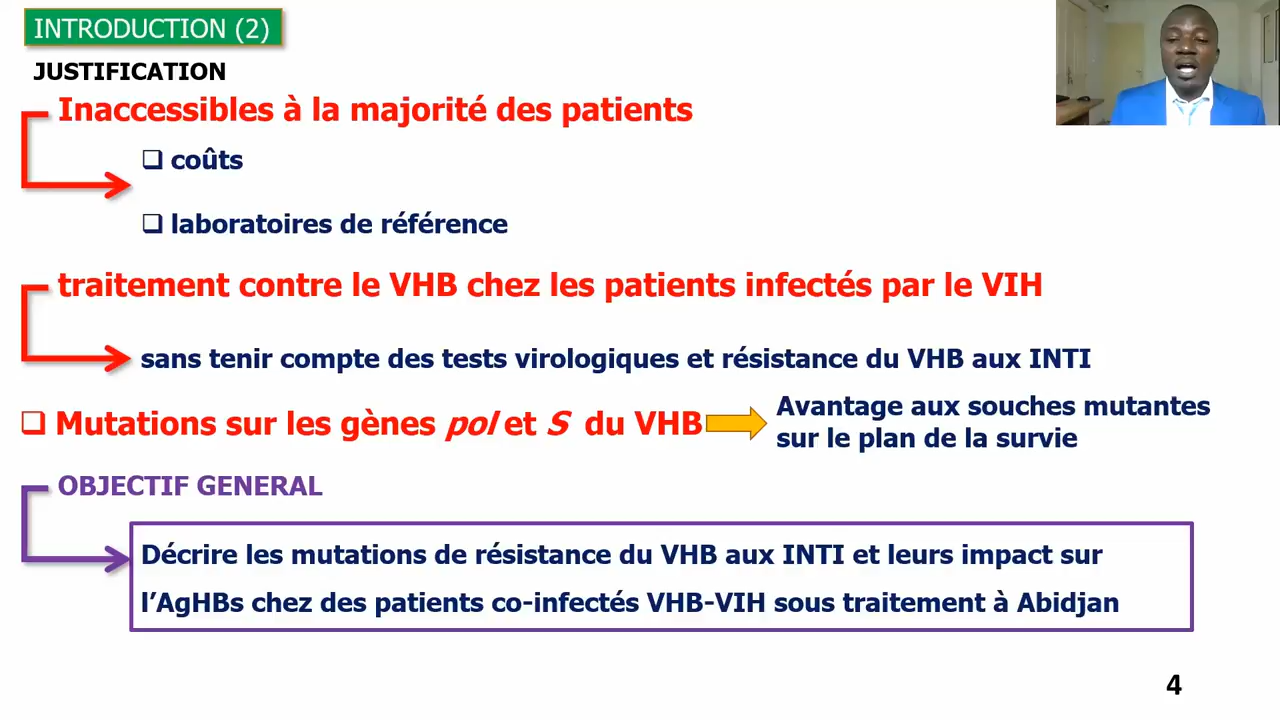 INTRODUCTION (2)
JUSTIFICATION
Inaccessibles à la majorité des patients
❑ coûts
❑ laboratoires de référence
traitement contre le VHB chez les patients infectés par le VIH
sans tenir compte des tests virologiques et résistance du VHB aux INTI
❑ Mutations sur les gènes pol et S du VHB
Avantage aux souches mutantes
sur le plan de la survie
OBJECTIF GENERAL
Décrire les mutations de résistance du VHB aux INTI et leurs impact sur
l’AgHBs chez des patients co-infectés VHB-VIH sous traitement à Abidjan
4